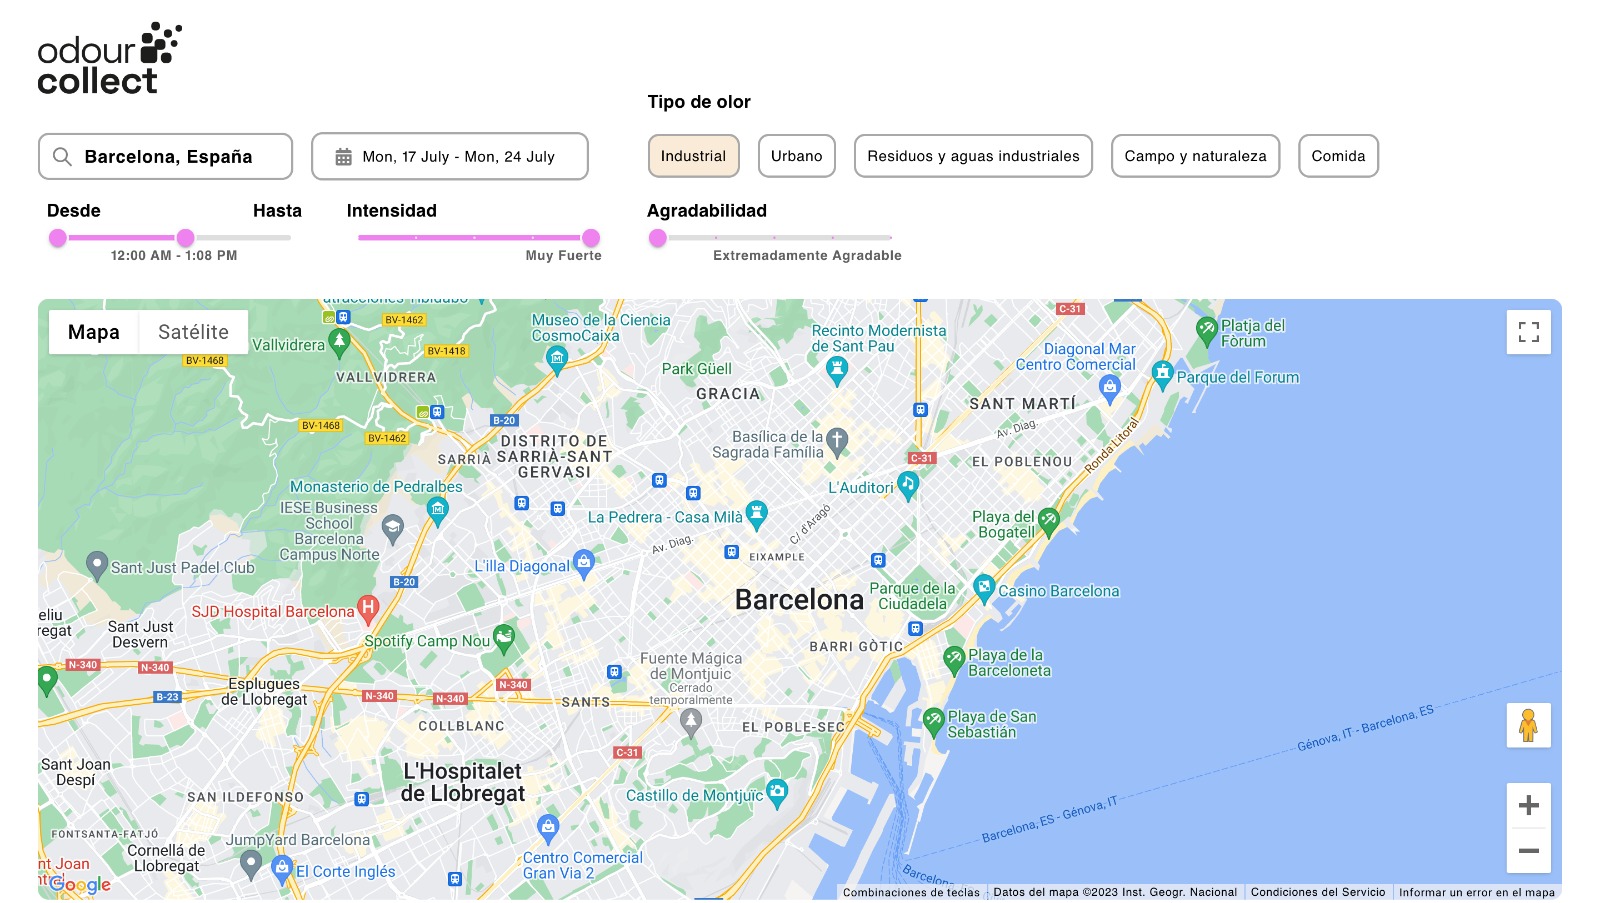 odour
collect
Tipo de olor
Barcelona, España
Mon, 17 July - Mon, 24 July
Industrial
Urbano
Residuos y aguas industriales
Campo y naturaleza
Comida
Desde
Hasta
Intensidad
Agradabilidad
12:00 AM - 1:08 PM
Muy Fuerte
Extremadamente Agradable
Mapa
Satélite
BV-1462
C-31
Museo de la Ciencia
CosmoCaixa
Recinto Modernista
de Sant Pau
Platja del
Fòrum
Vallvidrera
BV-1418
BV-1468
Diagonal Mar
Centro Comercial
VALLVIDRERA
Park Güell
Parque del Forum
GRACIA
SANT MARTÍ
B-20
BV-1468
BV-1462
Av. Diag.
Ronda Litoral
DISTRITO DE
SARRIÀ-SANT
GERVASI
SARRIÀ
Basílica de la
Sagrada Família
C-31
EL POBLENOU
Monasterio de Pedralbes
L'Auditori
IESE Business
School
Barcelona
Campus Norte
La Pedrera - Casa Milà
C/ d'Aragó
Playa del
Bogatell
Av. Diag.
EIXAMPLE
Sant Just Padel Club
L'illa Diagonal
B-20
Barcelona
Parque de la
Ciudadela
Casino Barcelona
SJD Hospital Barcelona
eliu
regat
Sant Just
Desvern
Spotify Camp Nou
BARRI GÒTIC
Fuente Mágica
de Montjuic
Cerrado
temporalmente
Playa de la
Barceloneta
N-340
N-340
Esplugues
de Llobregat
B-23
N-340
N-340
N-340
SANTS
COLLBLANC
EL POBLE-SEC
Playa de San
Sebastián
Génova, IT - Barcelona, ES
C-31
Sant Joan
Despí
L'Hospitalet
de Llobregat
SAN ILDEFONSO
Castillo de Montjuïc
Barcelona, ES - Génova, IT
FONTSANTA-FATJÓ
JumpYard Barcelona
Cornellá de
Llobregat
Centro Comercial
Gran Via 2
El Corte Inglés
nt Joan
Google
Combinaciones de teclas
Datos del mapa ©2023 Inst. Geogr. Nacional
Condiciones del Servicio
Informar un error en el mapa